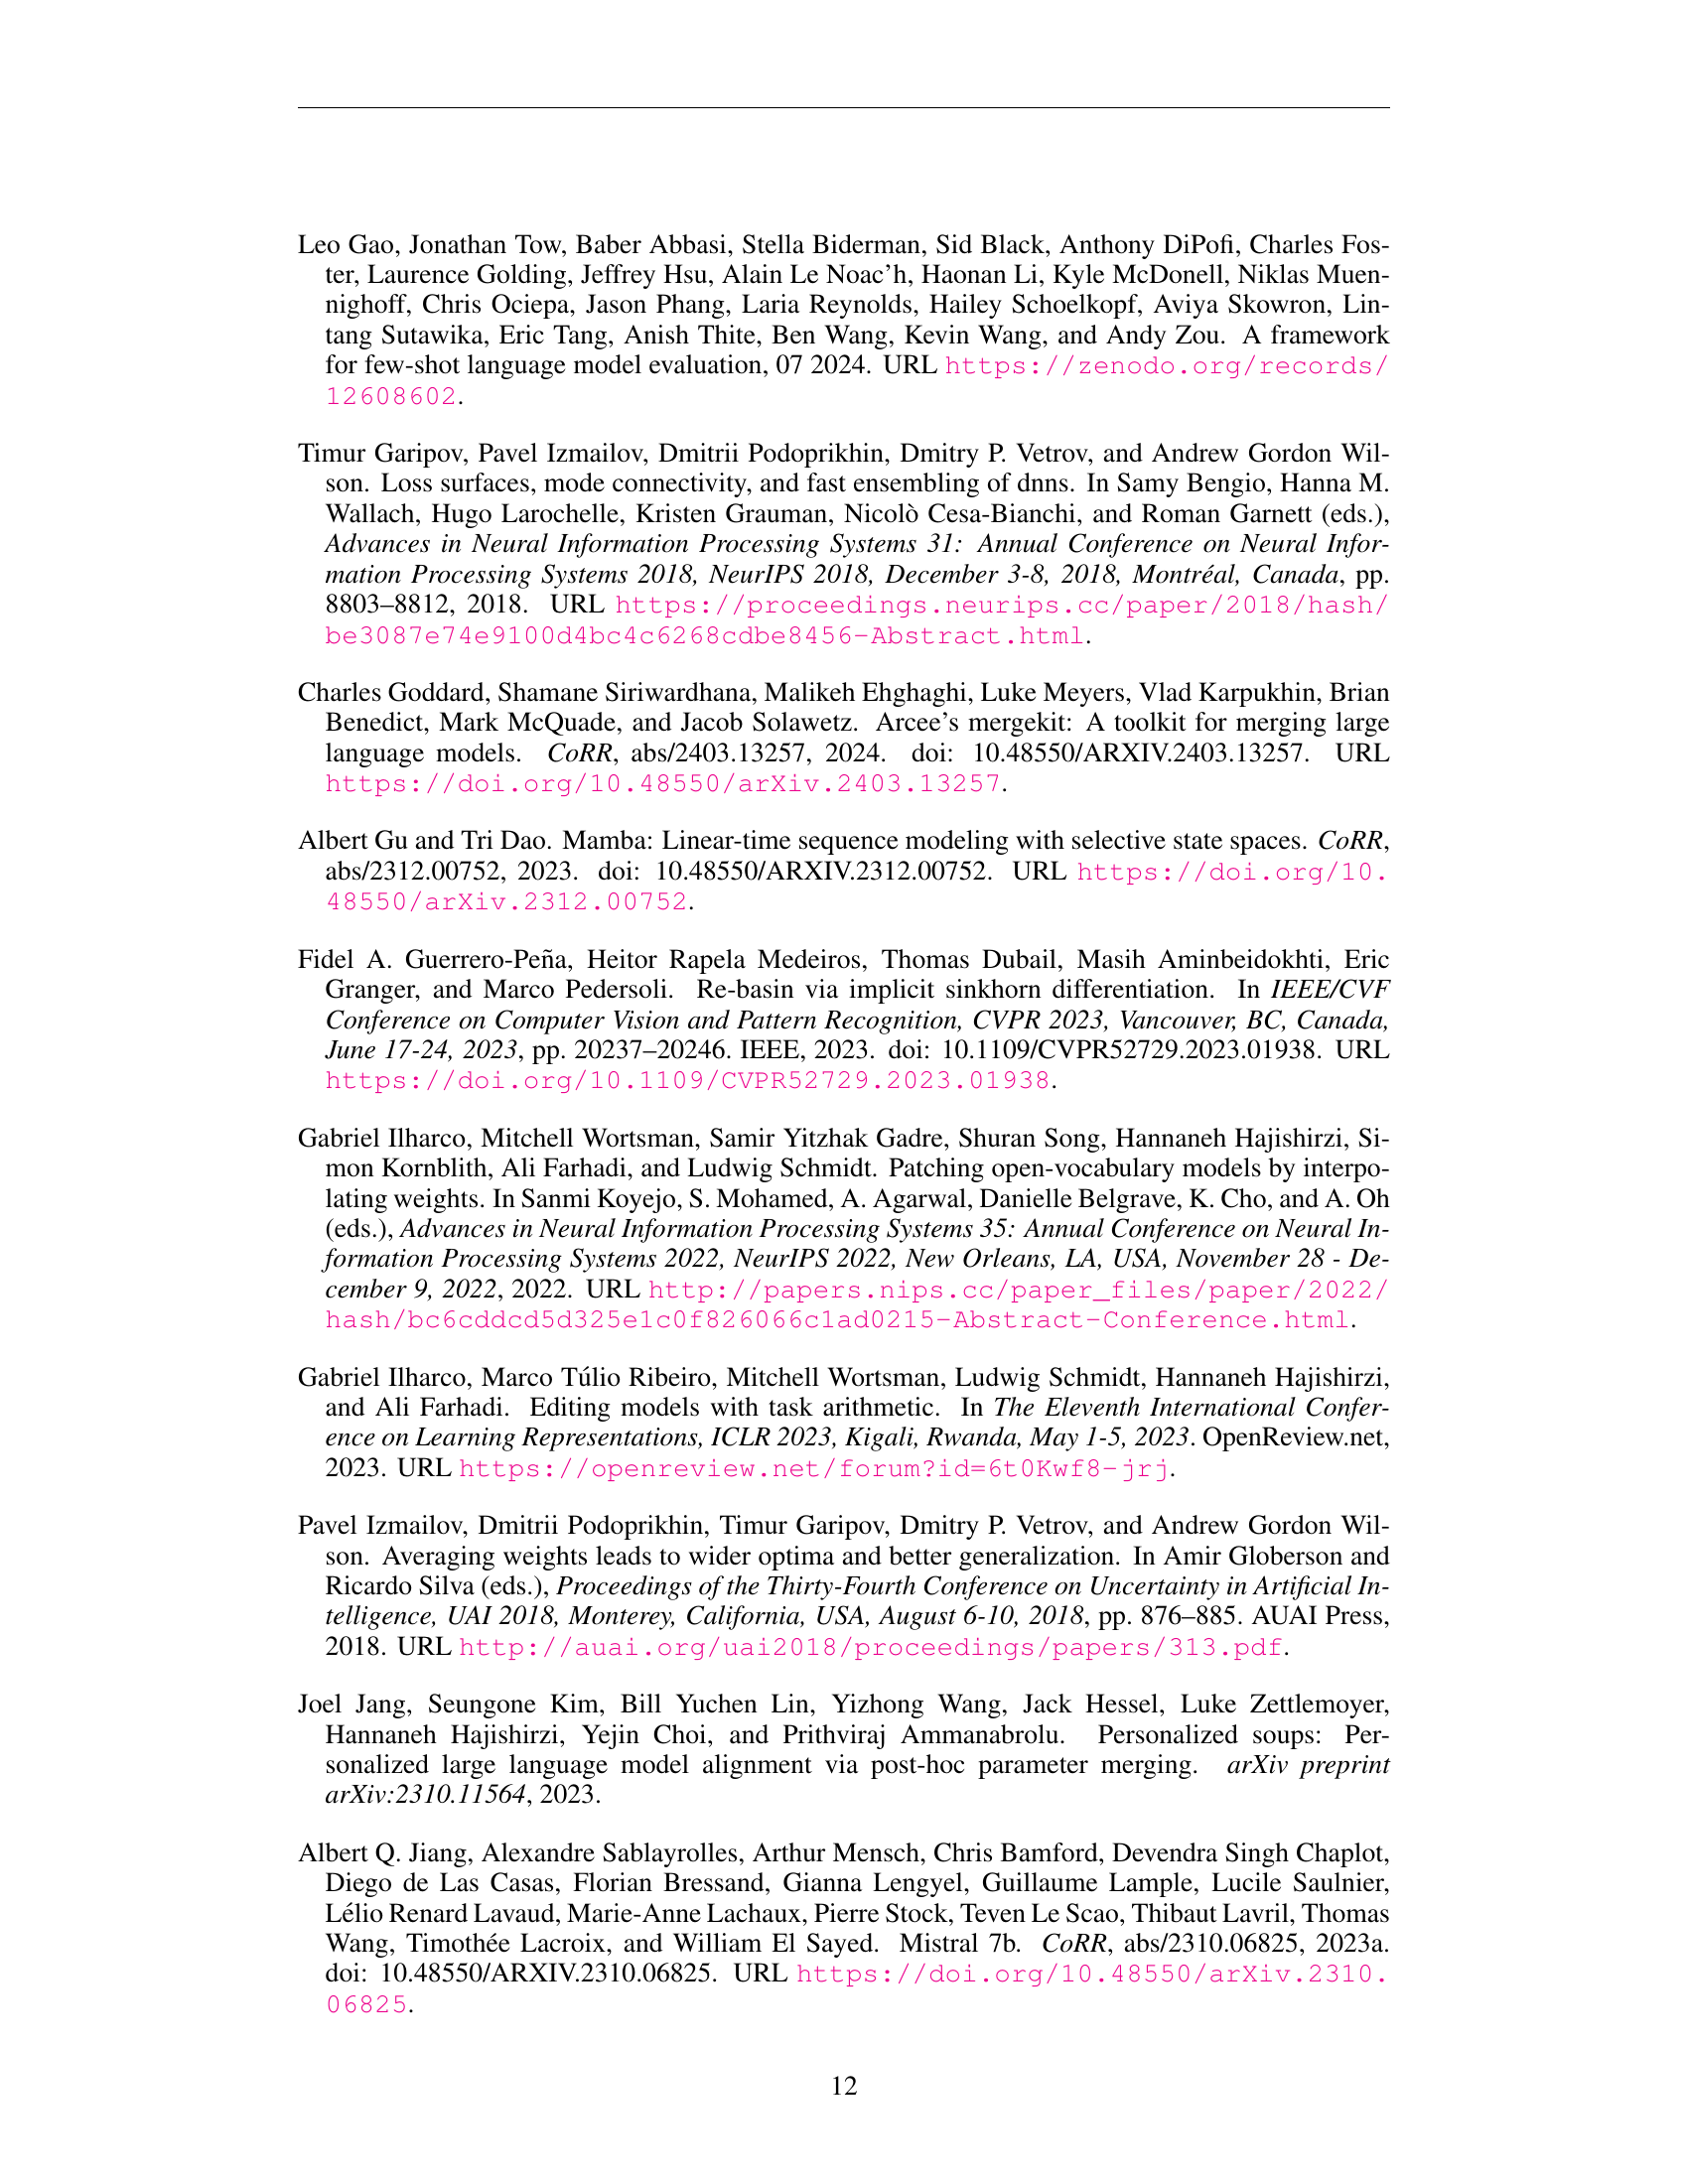 Leo Gao, Jonathan Tow, Baber Abbasi, Stella Biderman, Sid Black, Anthony DiPofi, Charles Fos-
ter, Laurence Golding, Jeffrey Hsu, Alain Le Noac'h, Haonan Li, Kyle McDonell, Niklas Muen-
nighoff, Chris Ociepa, Jason Phang, Laria Reynolds, Hailey Schoelkopf, Aviya Skowron, Lin-
tang Sutawika, Eric Tang, Anish Thite, Ben Wang, Kevin Wang, and Andy Zou. A framework
for few-shot language model evaluation, 07 2024. URL https://zenodo.org/records/
12608602.
Timur Garipov, Pavel Izmailov, Dmitrii Podoprikhin, Dmitry P. Vetrov, and Andrew Gordon Wil-
son. Loss surfaces, mode connectivity, and fast ensembling of dnns. In Samy Bengio, Hanna M.
Wallach, Hugo Larochelle, Kristen Grauman, Nicolò Cesa-Bianchi, and Roman Garnett (eds.),
Advances in Neural Information Processing Systems 31: Annual Conference on Neural Infor-
mation Processing Systems 2018, NeurIPS 2018, December 3-8, 2018, Montréal, Canada, pp.
8803–8812, 2018. URL https://proceedings.neurips.cc/paper/2018/hash/
be3087e74e9100d4bc4c6268cdbe8456-Abstract.html.
Charles Goddard, Shamane Siriwardhana, Malikeh Ehghaghi, Luke Meyers, Vlad Karpukhin, Brian
Benedict, Mark McQuade, and Jacob Solawetz. Arcee's mergekit: A toolkit for merging large
language models. CoRR, abs/2403.13257, 2024. doi: 10.48550/ARXIV.2403.13257. URL
https://doi.org/10.48550/arXiv.2403.13257.
Albert Gu and Tri Dao. Mamba: Linear-time sequence modeling with selective state spaces. CoRR,
abs/2312.00752, 2023. doi: 10.48550/ARXIV.2312.00752. URL https://doi.org/10.
48550/arXiv.2312.00752.
Fidel A. Guerrero-Peña, Heitor Rapela Medeiros, Thomas Dubail, Masih Aminbeidokhti, Eric
Granger, and Marco Pedersoli. Re-basin via implicit sinkhorn differentiation. In IEEE/CVF
Conference on Computer Vision and Pattern Recognition, CVPR 2023, Vancouver, BC, Canada,
June 17-24, 2023, pp. 20237–20246. IEEE, 2023. doi: 10.1109/CVPR52729.2023.01938. URL
https://doi.org/10.1109/CVPR52729.2023.01938.
Gabriel Ilharco, Mitchell Wortsman, Samir Yitzhak Gadre, Shuran Song, Hannaneh Hajishirzi, Si-
mon Kornblith, Ali Farhadi, and Ludwig Schmidt. Patching open-vocabulary models by interpo-
lating weights. In Sanmi Koyejo, S. Mohamed, A. Agarwal, Danielle Belgrave, K. Cho, and A. Oh
(eds.), Advances in Neural Information Processing Systems 35: Annual Conference on Neural In-
formation Processing Systems 2022, NeurIPS 2022, New Orleans, LA, USA, November 28 - De-
cember 9, 2022, 2022. URL http://papers.nips.cc/paper_files/paper/2022/
hash/bc6cddcd5d325e1c0f826066c1ad0215-Abstract-Conference.html.
Gabriel Ilharco, Marco Túlio Ribeiro, Mitchell Wortsman, Ludwig Schmidt, Hannaneh Hajishirzi,
and Ali Farhadi. Editing models with task arithmetic. In The Eleventh International Confer-
ence on Learning Representations, ICLR 2023, Kigali, Rwanda, May 1-5, 2023. OpenReview.net,
2023. URL https://openreview.net/forum?id=6t0Kwf8-jrj.
Pavel Izmailov, Dmitrii Podoprikhin, Timur Garipov, Dmitry P. Vetrov, and Andrew Gordon Wil-
son. Averaging weights leads to wider optima and better generalization. In Amir Globerson and
Ricardo Silva (eds.), Proceedings of the Thirty-Fourth Conference on Uncertainty in Artificial In-
telligence, UAI 2018, Monterey, California, USA, August 6-10, 2018, pp. 876–885. AUAI Press,
2018. URL http://auai.org/uai2018/proceedings/papers/313.pdf.
Joel Jang, Seungone Kim, Bill Yuchen Lin, Yizhong Wang, Jack Hessel, Luke Zettlemoyer,
Hannaneh Hajishirzi, Yejin Choi, and Prithviraj Ammanabrolu. Personalized soups: Per-
sonalized large language model alignment via post-hoc parameter merging. arXiv preprint
arXiv:2310.11564, 2023.
Albert Q. Jiang, Alexandre Sablayrolles, Arthur Mensch, Chris Bamford, Devendra Singh Chaplot,
Diego de Las Casas, Florian Bressand, Gianna Lengyel, Guillaume Lample, Lucile Saulnier,
Lélio Renard Lavaud, Marie-Anne Lachaux, Pierre Stock, Teven Le Scao, Thibaut Lavril, Thomas
Wang, Timothée Lacroix, and William El Sayed. Mistral 7b. CoRR, abs/2310.06825, 2023a.
doi: 10.48550/ARXIV.2310.06825. URL https://doi.org/10.48550/arXiv.2310.
06825.
12